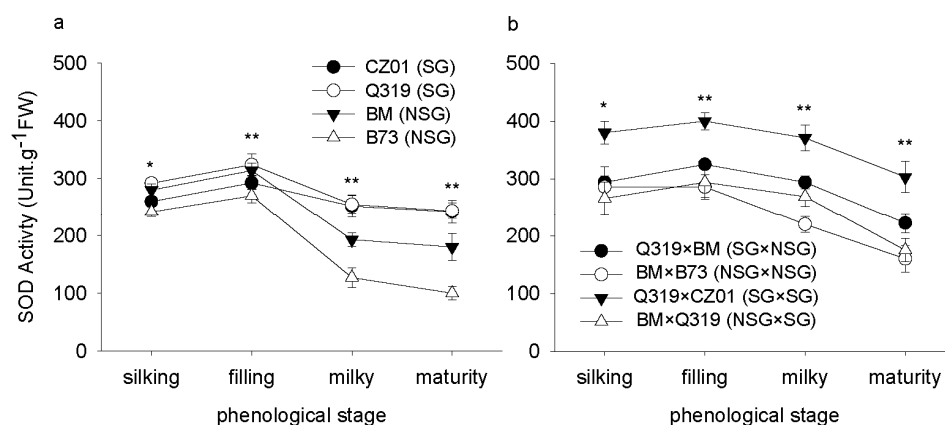 a
SOD Activty (Unit.g⁻¹FW)
500
400
300
200
100
0
CZ01 (SG)
Q319 (SG)
BM (NSG)
B73 (NSG)
* ** ** **
silking filling milky maturity
phenological stage
b
500
400
300
200
100
0
* ** ** **
Q319×BM (SG×NSG)
BM×B73 (NSG×NSG)
Q319×CZ01 (SG×SG)
BM×Q319 (NSG×SG)
silking filling milky maturity
phenological stage